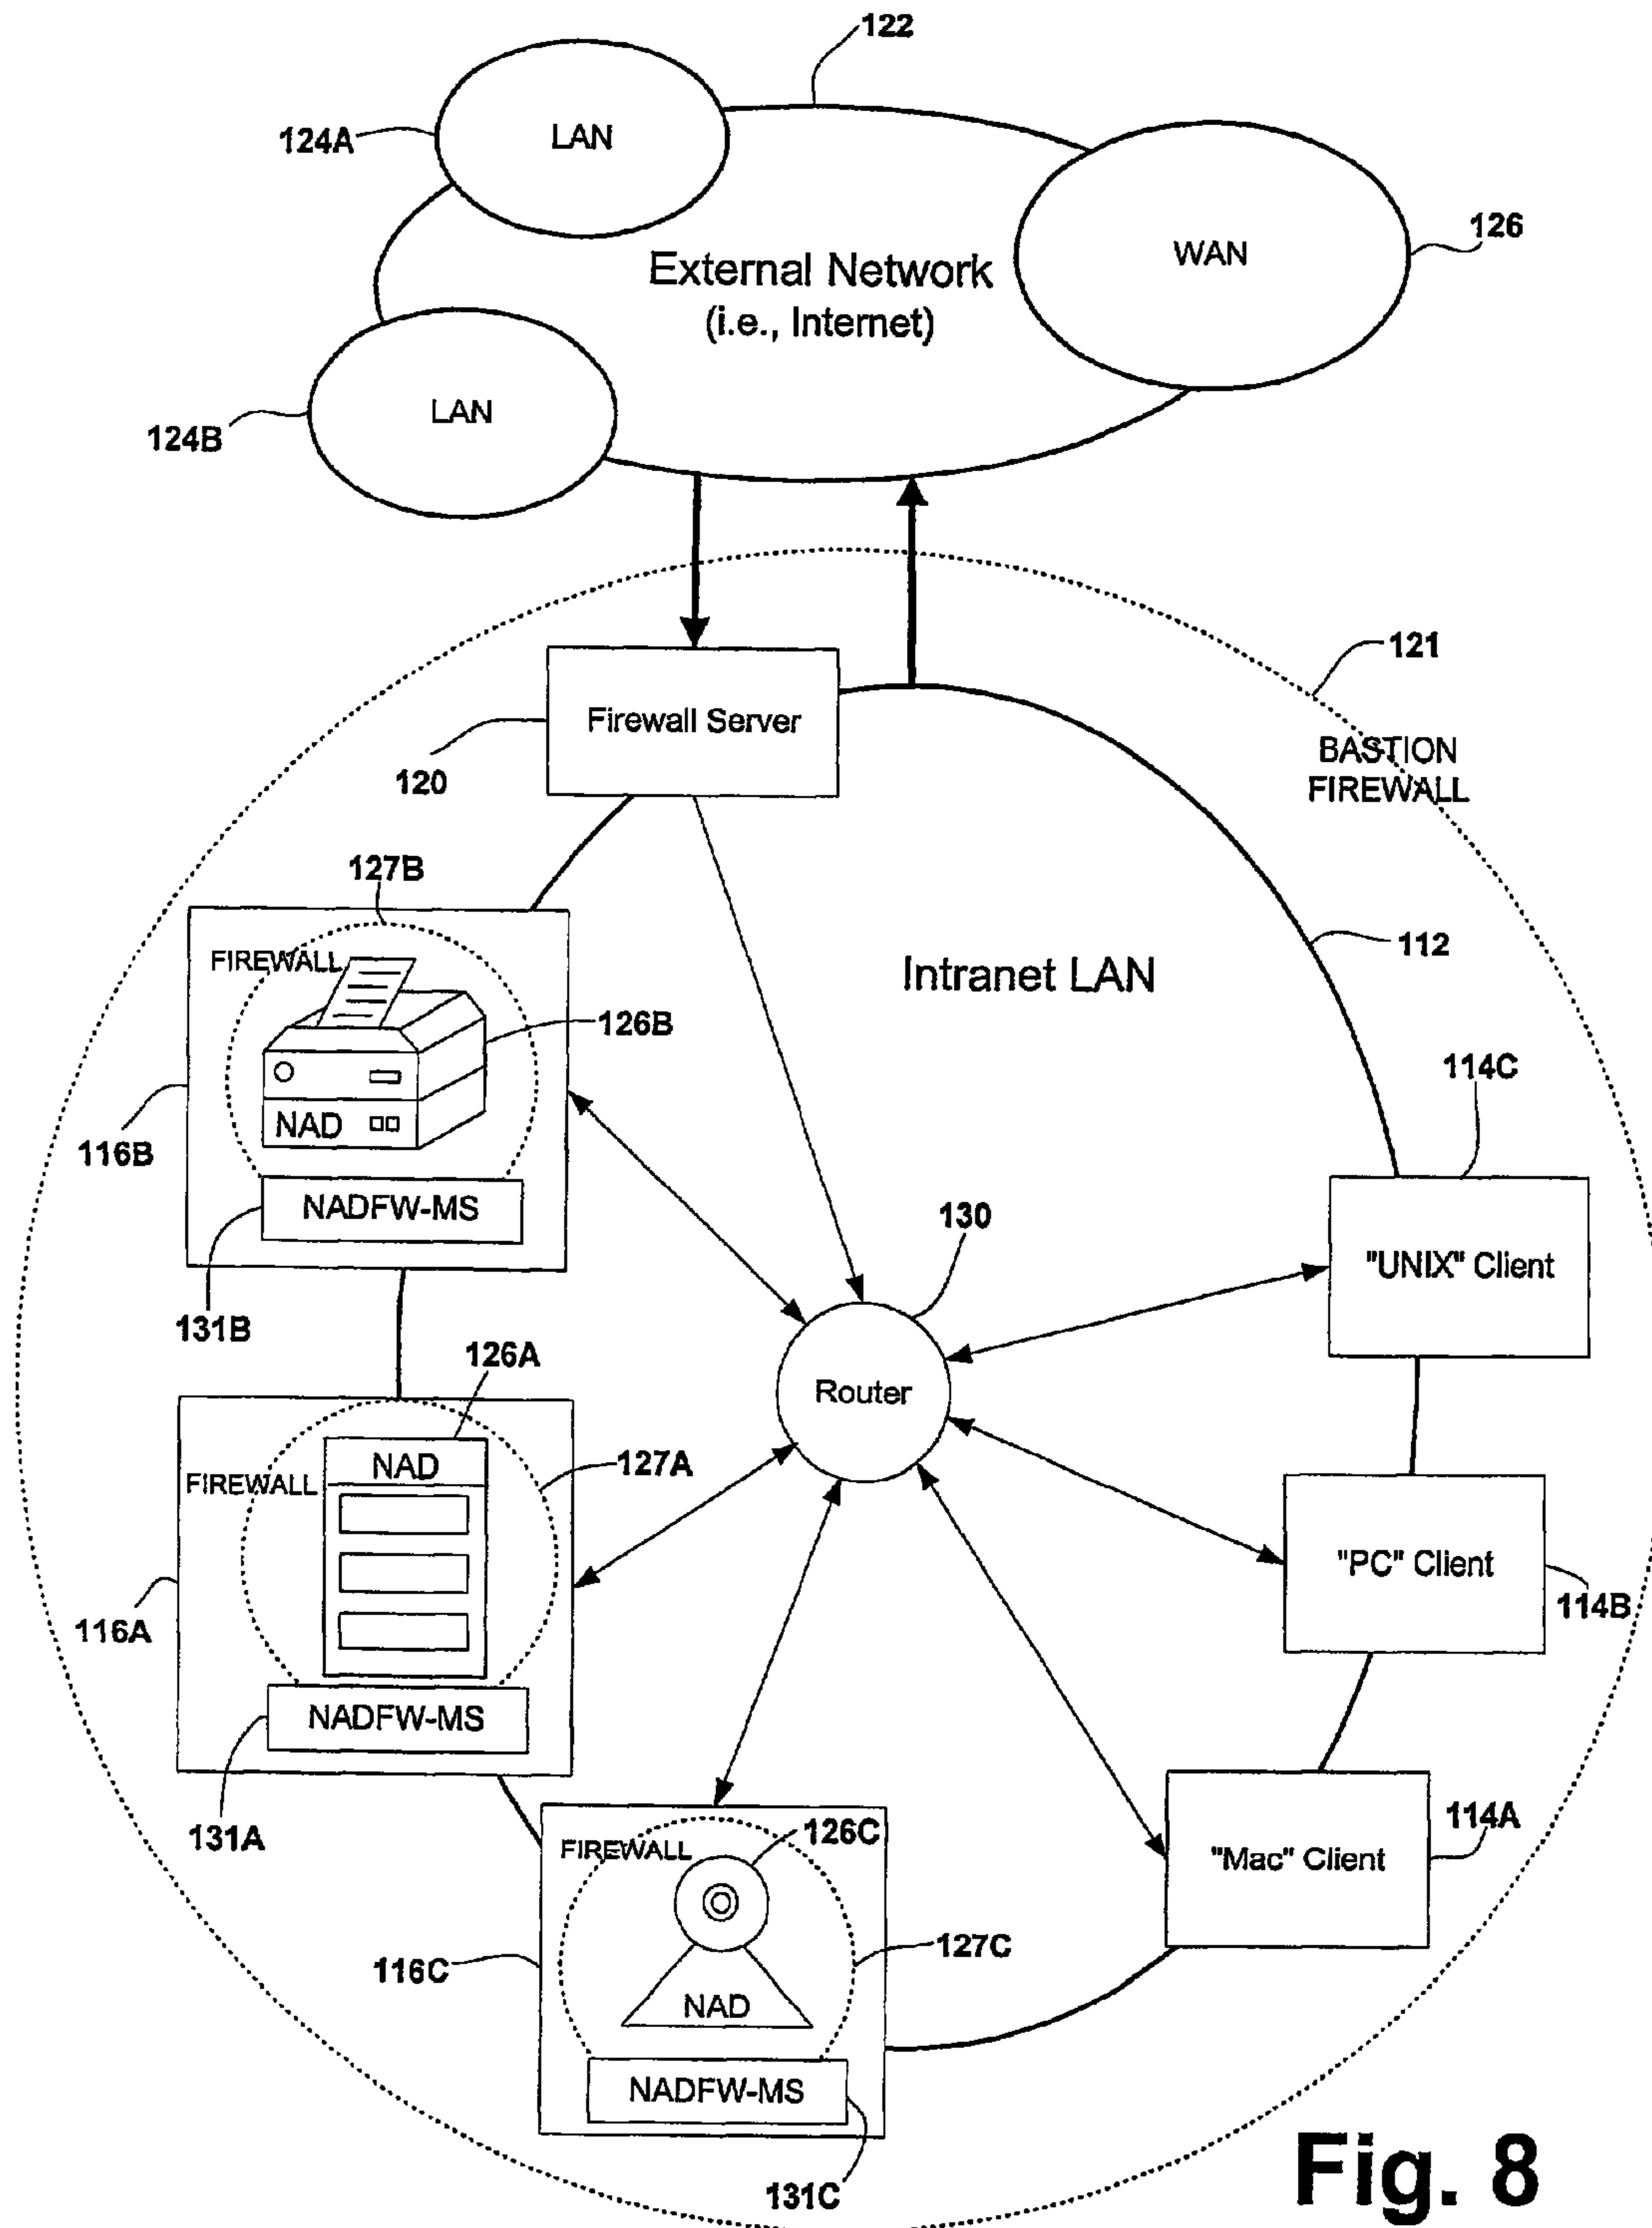 122
LAN
124A
126
WAN
External Network
(i.e., Internet)
LAN
124B
121
Firewall Server
BASTION
FIREWALL
120
127B
112
FIREWALL
Intranet LAN
126B
114C
NAD
116B
NADFW-MS
130
"UNIX" Client
131B
126A
Router
NAD
127A
FIREWALL
"PC" Client
114B
116A
NADFW-MS
114A
131A
126C
FIREWALL
"Mac" Client
127C
116C
NAD
NADFW-MS
131C
Fig. 8